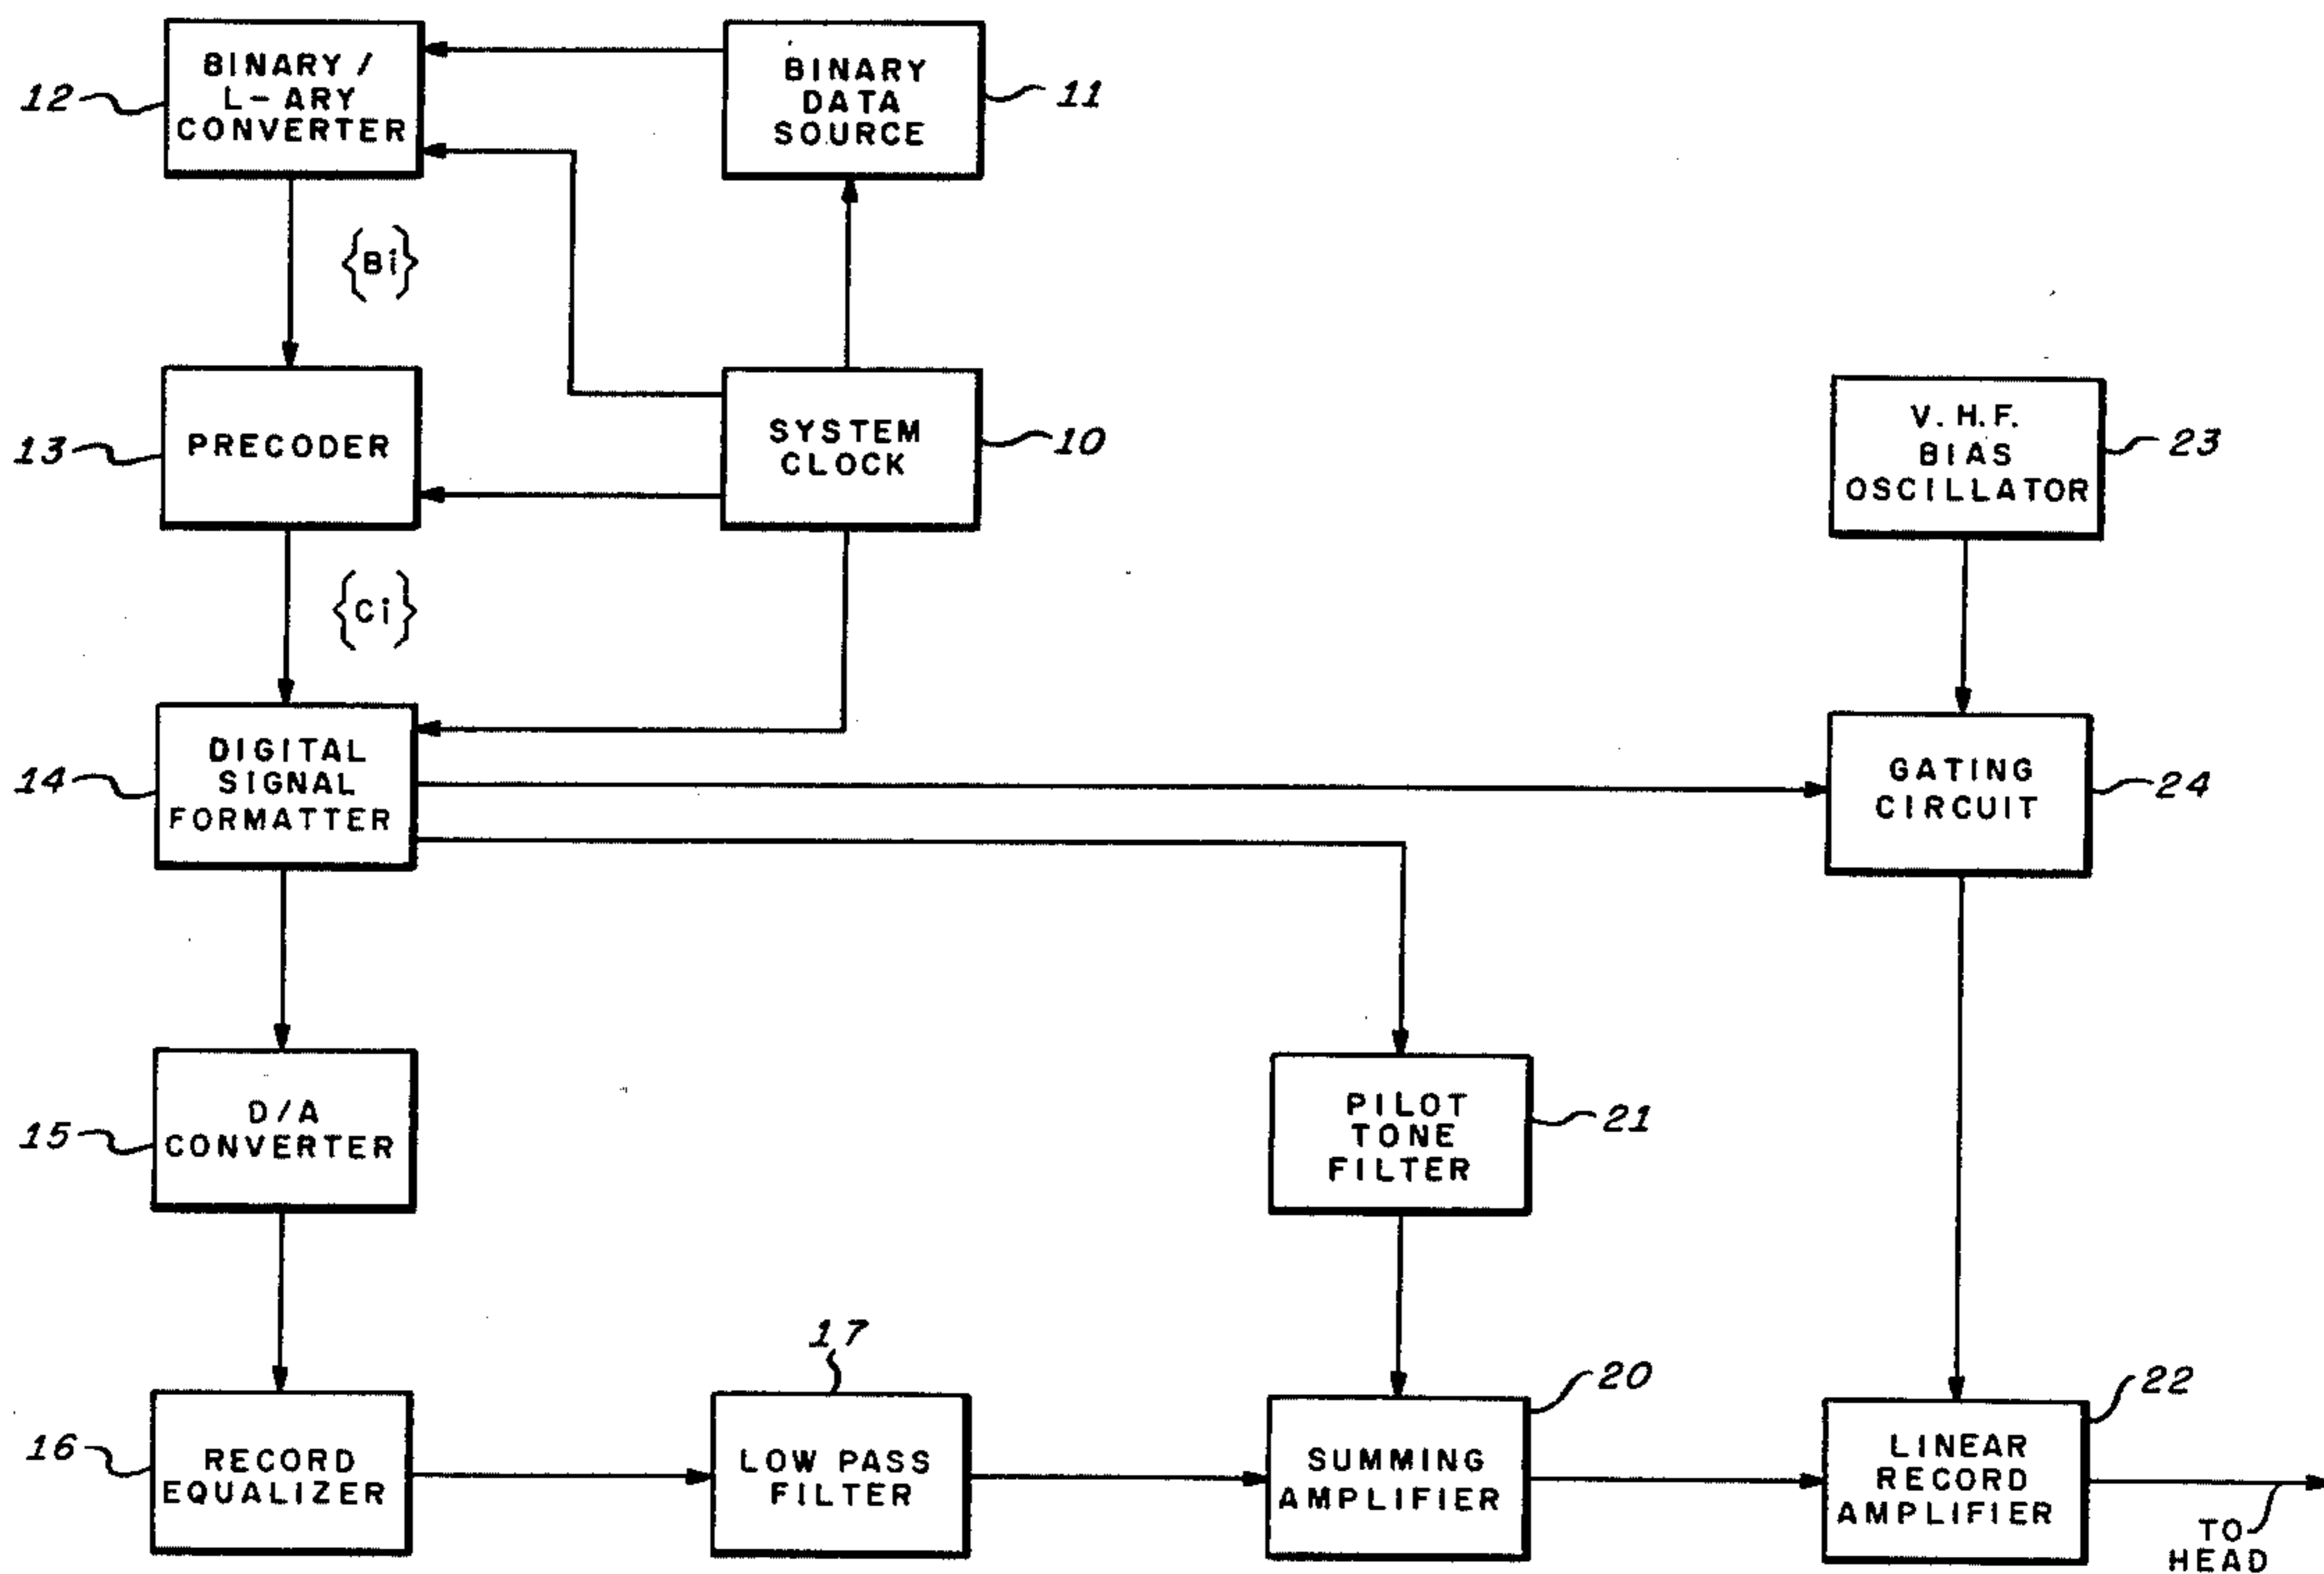 12
BINARY /
L-ARY
CONVERTER
BINARY
DATA
SOURCE
11
{Bi}
13
PRECODER
SYSTEM
CLOCK
10
V. H. F.
BIAS
OSCILLATOR
23
{Ci}
14
DIGITAL
SIGNAL
FORMATTER
GATING
CIRCUIT
24
15
D/A
CONVERTER
PILOT
TONE
FILTER
21
16
RECORD
EQUALIZER
17
LOW PASS
FILTER
SUMMING
AMPLIFIER
20
LINEAR
RECORD
AMPLIFIER
22
TO
HEAD